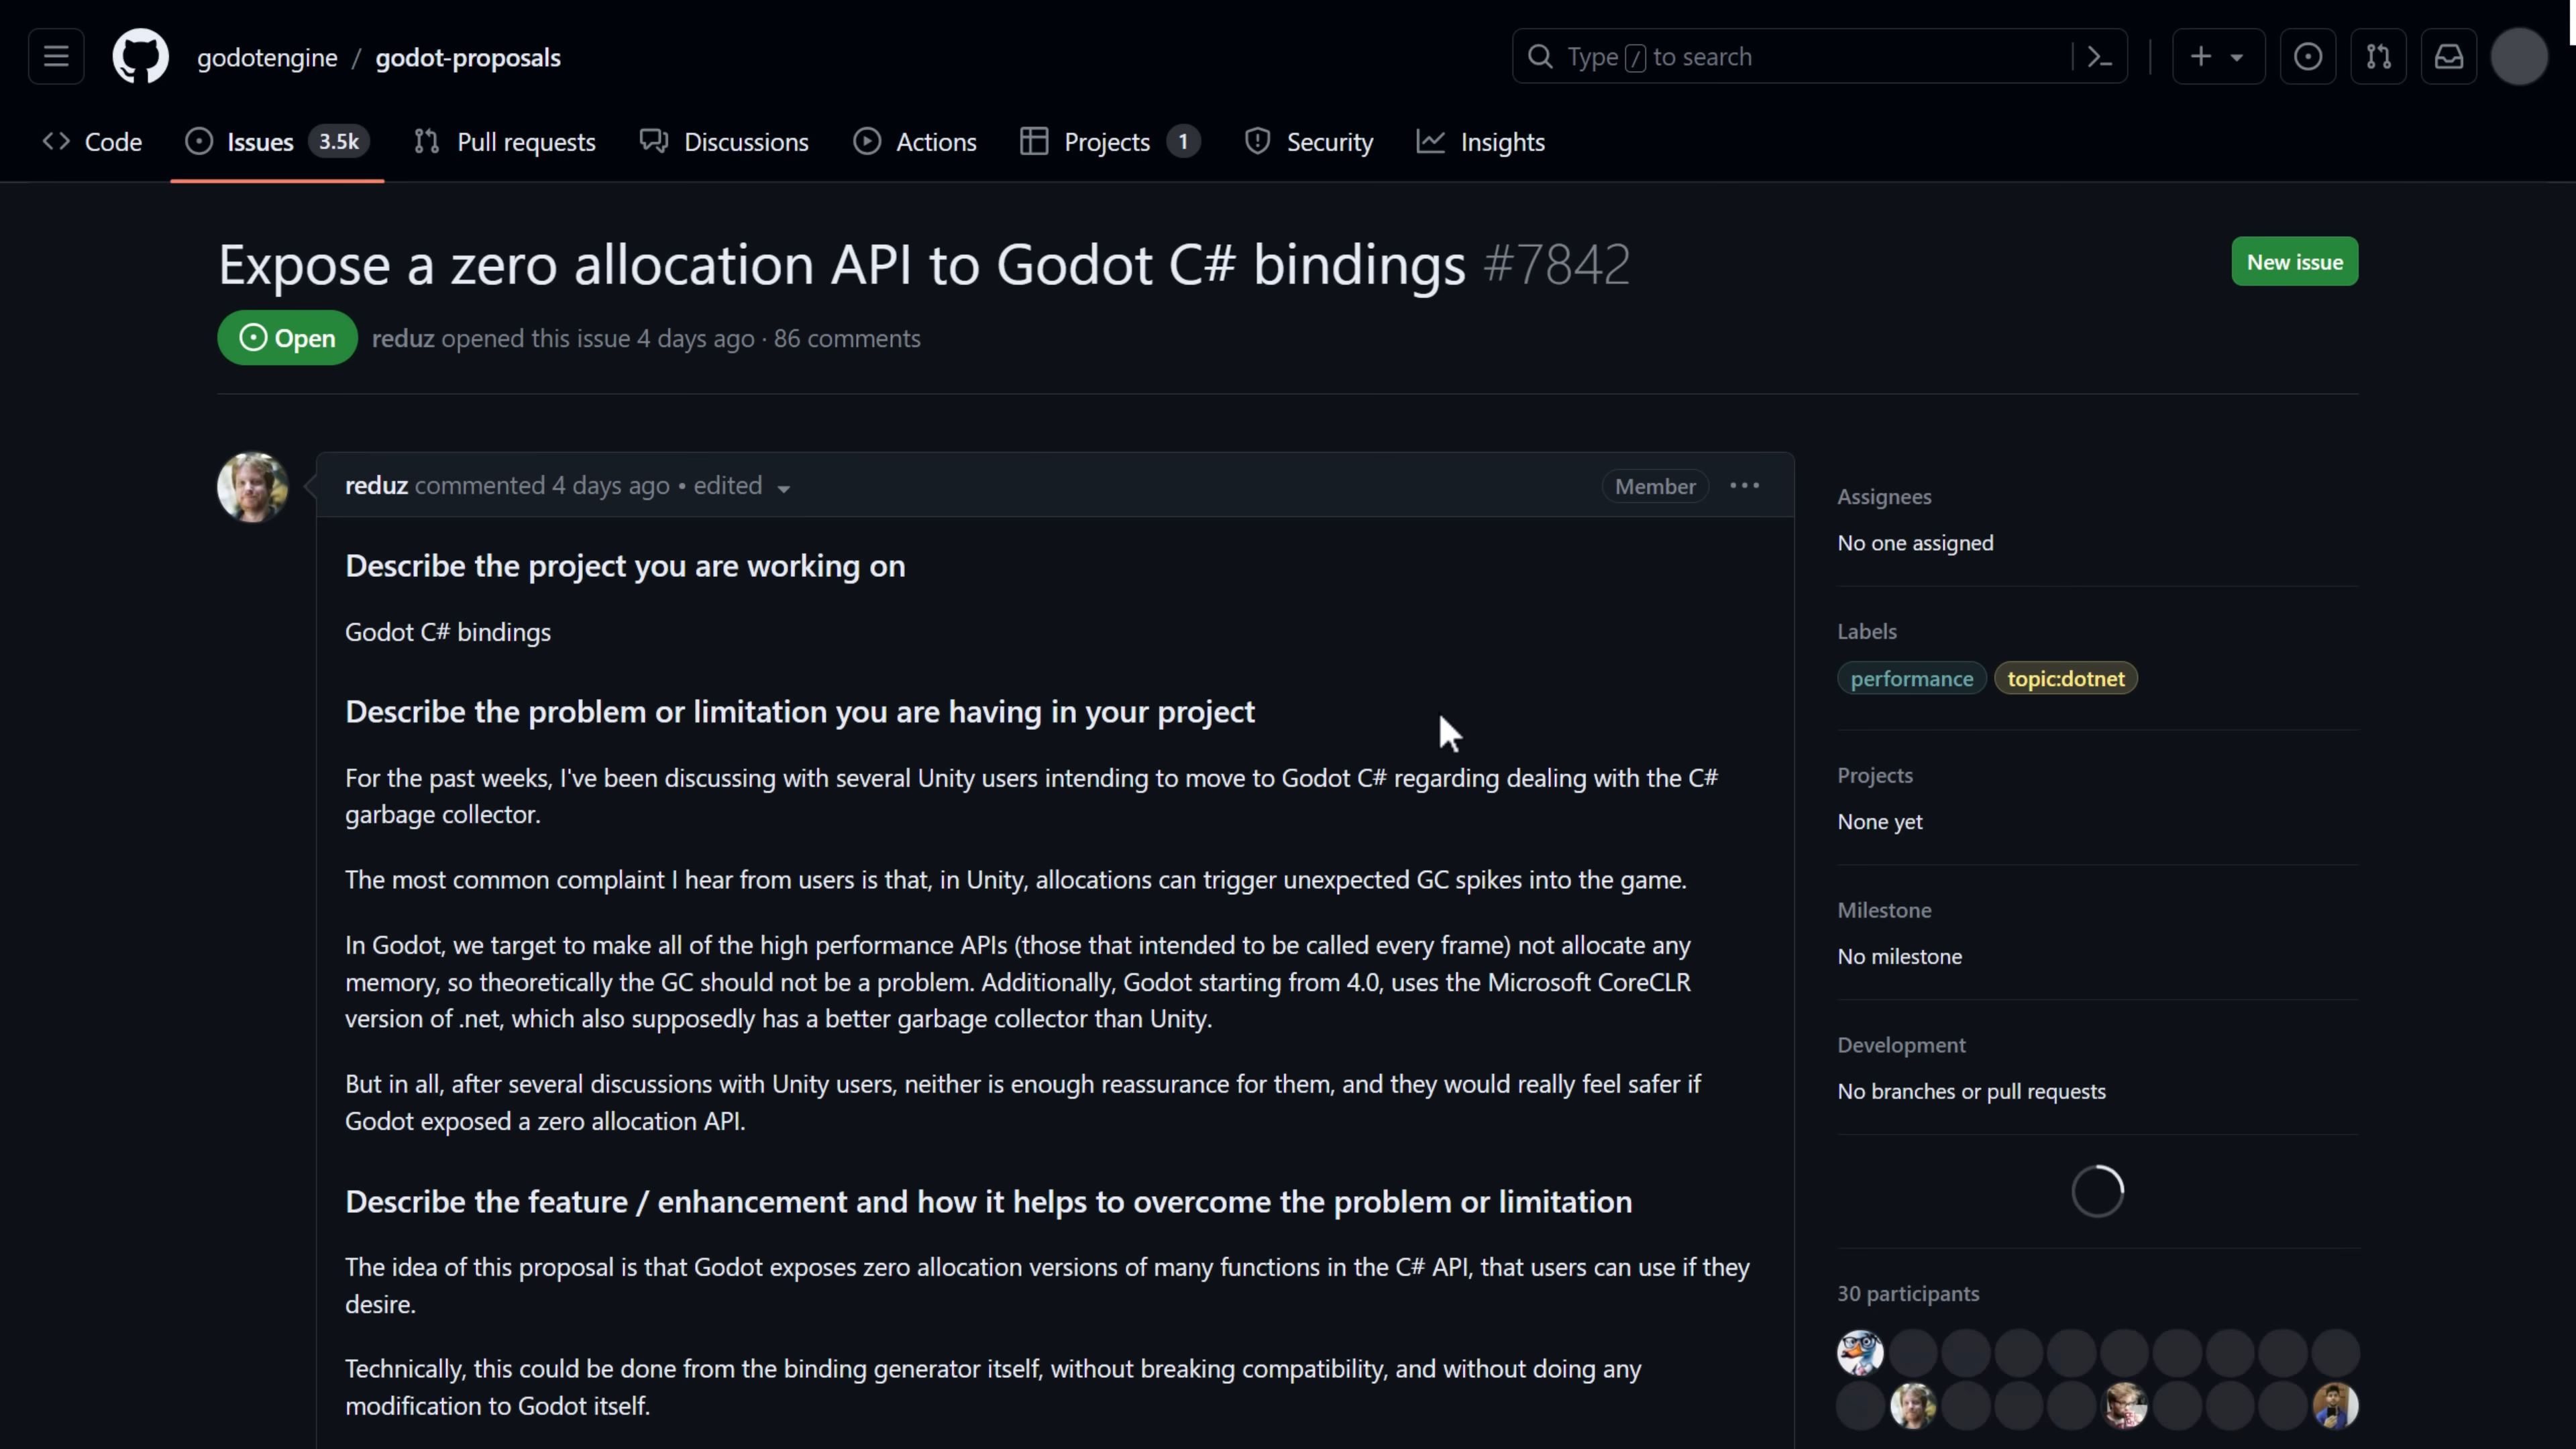 godotengine / godot-proposals
Type / to search
Code
Issues 3.5k
Pull requests
Discussions
Actions
Projects 1
Security
Insights
Expose a zero allocation API to Godot C# bindings #7842
New issue
Open
reduz opened this issue 4 days ago · 86 comments
reduz commented 4 days ago • edited
Member
Describe the project you are working on
Godot C# bindings
Describe the problem or limitation you are having in your project
For the past weeks, I've been discussing with several Unity users intending to move to Godot C# regarding dealing with the C#
garbage collector.
The most common complaint I hear from users is that, in Unity, allocations can trigger unexpected GC spikes into the game.
In Godot, we target to make all of the high performance APIs (those that intended to be called every frame) not allocate any
memory, so theoretically the GC should not be a problem. Additionally, Godot starting from 4.0, uses the Microsoft CoreCLR
version of .net, which also supposedly has a better garbage collector than Unity.
But in all, after several discussions with Unity users, neither is enough reassurance for them, and they would really feel safer if
Godot exposed a zero allocation API.
Describe the feature / enhancement and how it helps to overcome the problem or limitation
The idea of this proposal is that Godot exposes zero allocation versions of many functions in the C# API, that users can use if they
desire.
Technically, this could be done from the binding generator itself, without breaking compatibility, and without doing any
modification to Godot itself.
Assignees
No one assigned
Labels
performance topic:dotnet
Projects
None yet
Milestone
No milestone
Development
No branches or pull requests
30 participants